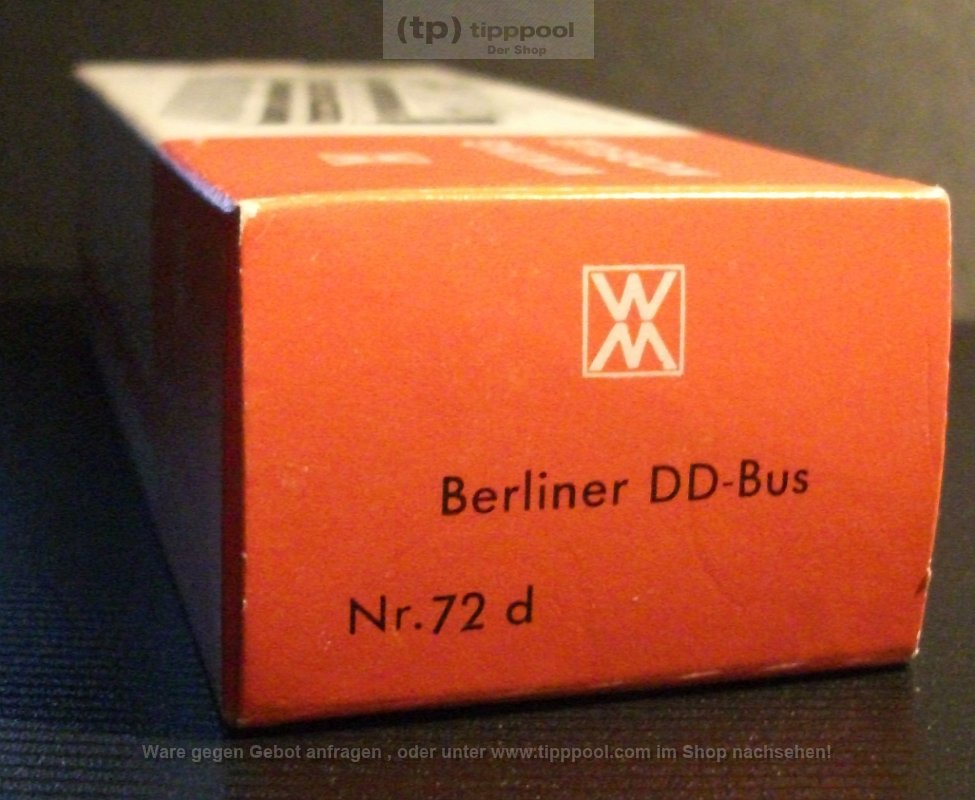 (tp) tipppool
Der Shop
W
M
Berliner DD-Bus
Nr. 72 d
Ware gegen Gebot anfragen , oder unter www.tipppool.com im Shop nachsehen!